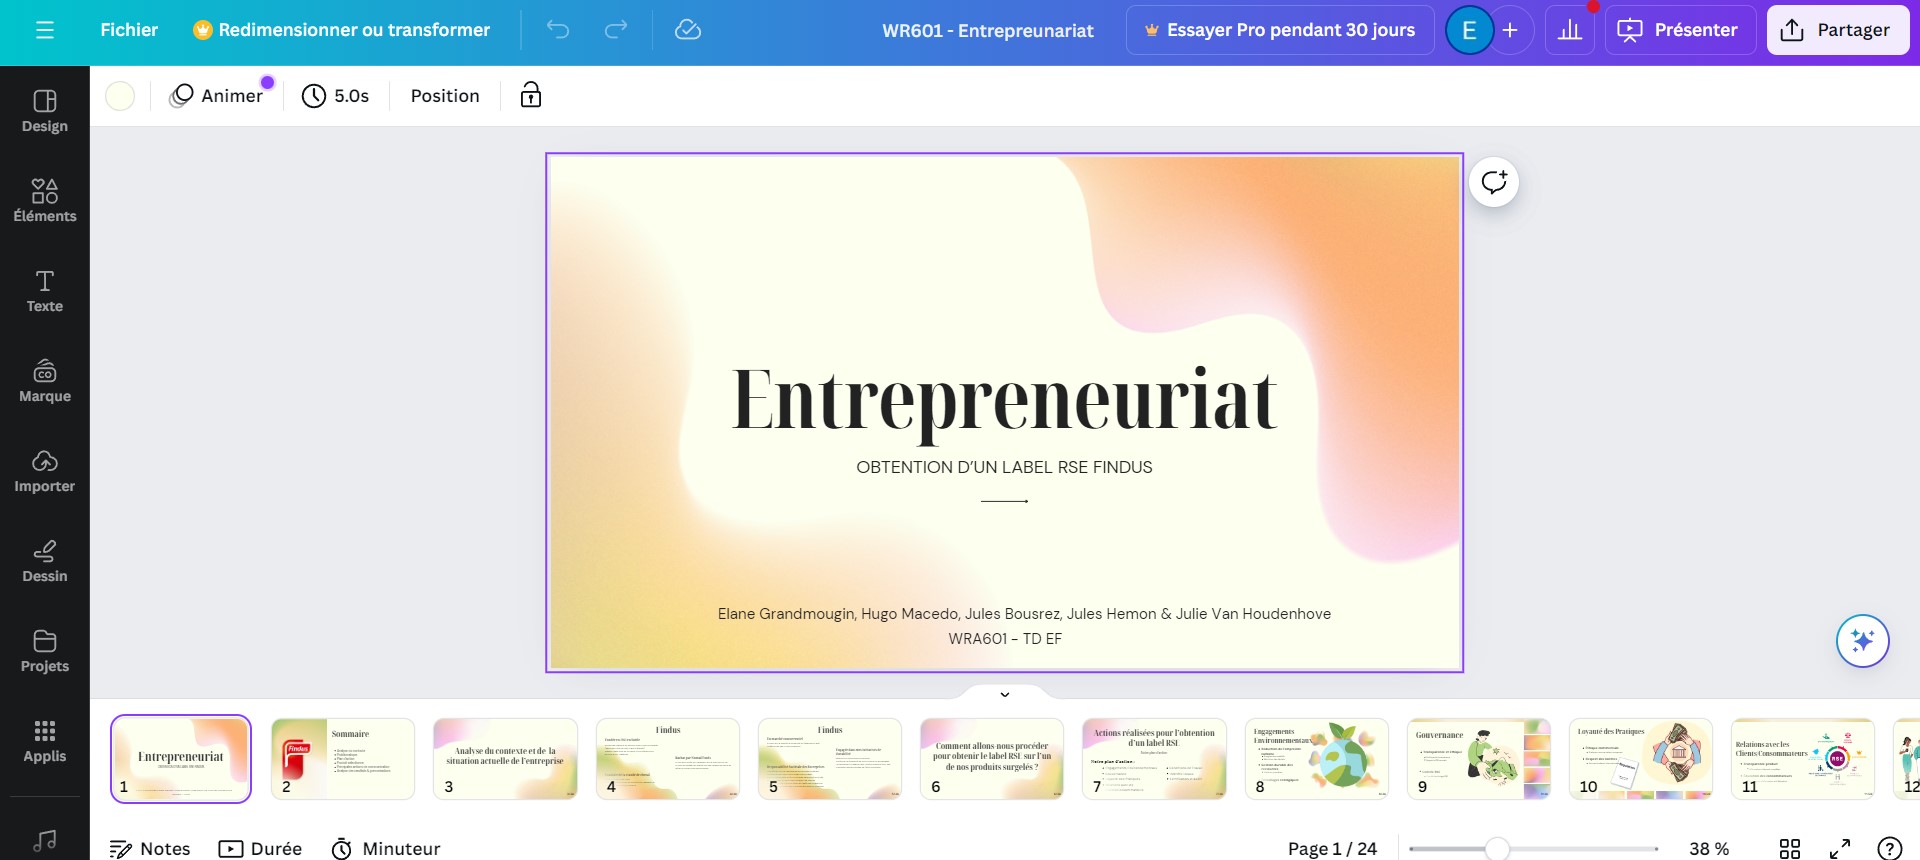 Fichier
Redimensionner ou transformer
WR601 - Entrepreunariat
Essayer Pro pendant 30 jours
E
Présenter
Partager
Animer
5.0s
Position
Design
Éléments
Texte
Marque
Importer
Dessin
Projets
Applis
Entrepreneuriat
OBTENTION D'UN LABEL RSE FINDUS
Elane Grandmougin, Hugo Macedo, Jules Bousrez, Jules Hemon & Julie Van Houdenhove
WRA601 - TD EF
Entrepreneuriat
1
Sommaire
Findus
2
Analyse du contexte et de la
situation actuelle de l'entreprise
3
Findus
4
Findus
5
Comment allons nous procéder
pour obtenir le label RSE sur l'un
de nos produits surgelés ?
6
Actions réalisées pour l'obtention
d'un label RSE
Notre plan d'action :
7
Engagements
Environnementaux
8
Gouvernance
9
Loyauté des Pratiques
10
Relations avec les
Clients/Consommateurs
RSE
11
12
Notes
Durée
Minuteur
Page 1 / 24
38 %